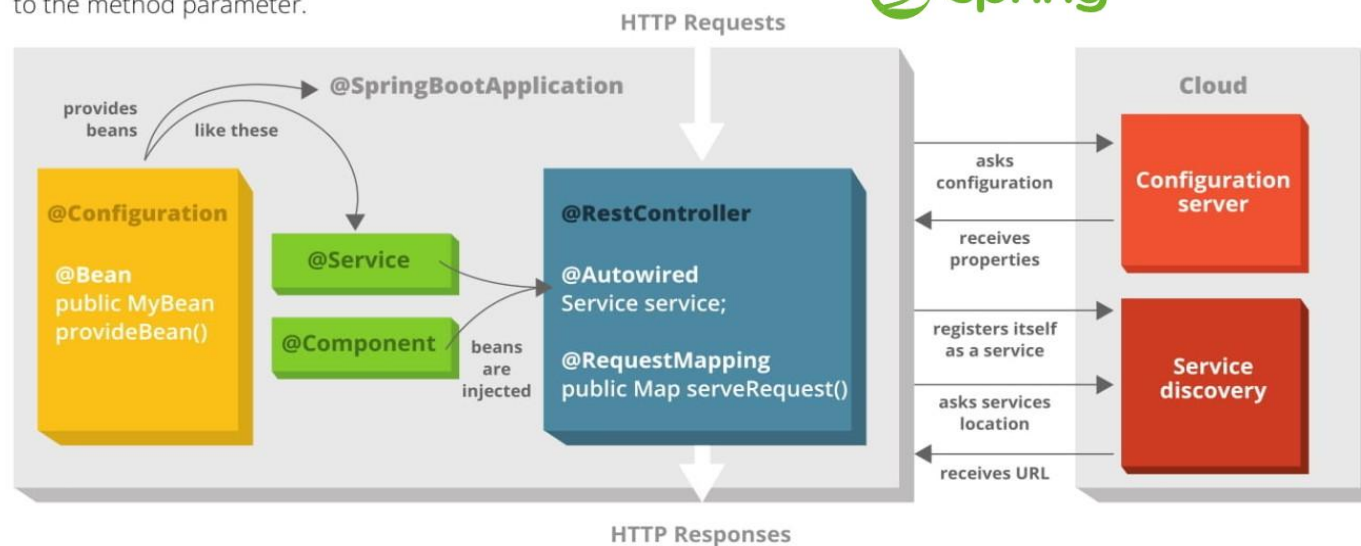 to the method parameter.
spring
HTTP Requests
@SpringBootApplication
provides
beans
like these
@Configuration
@Bean
public MyBean
provideBean()
@Service
@Component
beans
are
injected
@RestController
@Autowired
Service service;
@RequestMapping
public Map serveRequest()
HTTP Responses
asks
configuration
receives
properties
registers itself
as a service
asks services
location
receives URL
Cloud
Configuration
server
Service
discovery